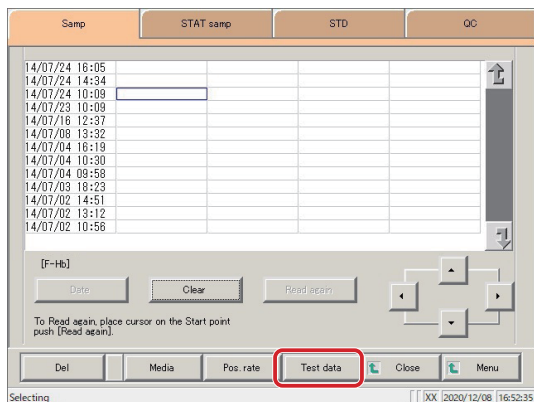 Samp STAT samp STD QC
14/07/24 16:05
14/07/24 14:34
14/07/24 10:09
14/07/23 10:09
14/07/16 12:37
14/07/08 13:32
14/07/04 16:19
14/07/04 10:30
14/07/04 09:58
14/07/03 18:23
14/07/02 14:51
14/07/02 13:12
14/07/02 10:56
[F-Hb]
Date Clear Read again
To Read again, place cursor on the Start point
push [Read again].
Del Media Pos. rate Test data Close Menu
Selecting XX 2020/12/08 16:52:35